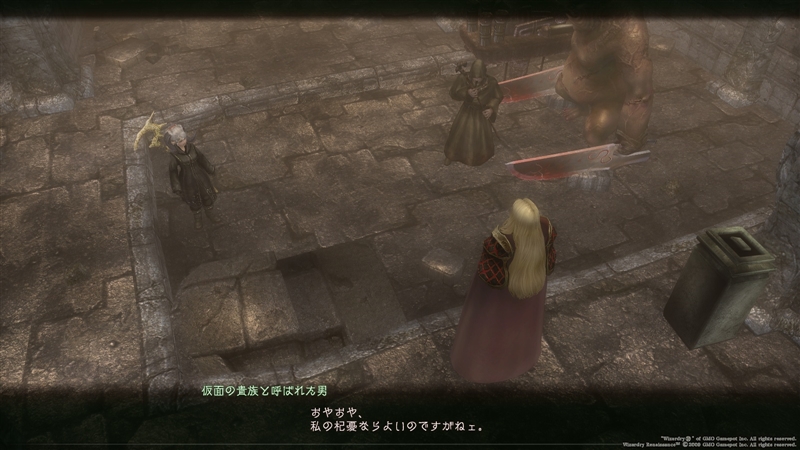 仮面の貴族と呼ばれた男
おやおや、
私の杞憂ならよいのですがねェ。
"Wizardry®" of GMO Gamepot Inc. All rights reserved.
Wizardry Renaissance™ ©2009 GMO Gamepot Inc. All rights reserved.